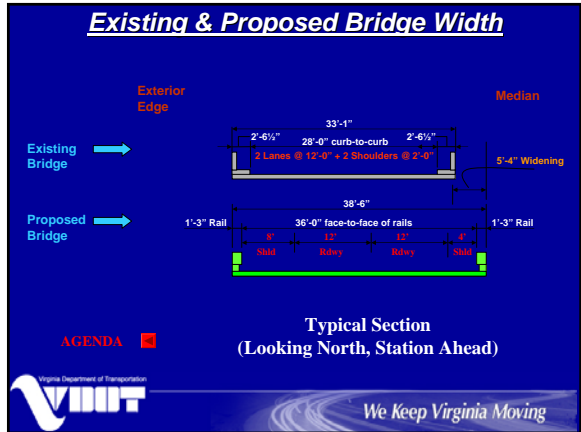 Existing & Proposed Bridge Width
Exterior
Edge
Median
33'-1"
2'-6½" 2'-6½"
28'-0" curb-to-curb
2 Lanes @ 12'-0" + 2 Shoulders @ 2'-0"
Existing
Bridge
5'-4" Widening
38'-6"
Proposed
Bridge
1'-3" Rail 36'-0" face-to-face of rails 1'-3" Rail
8' 12' 12' 4'
Shld Rdwy Rdwy Shld
Typical Section
(Looking North, Station Ahead)
AGENDA
Virginia Department of Transportation
VDOT
We Keep Virginia Moving